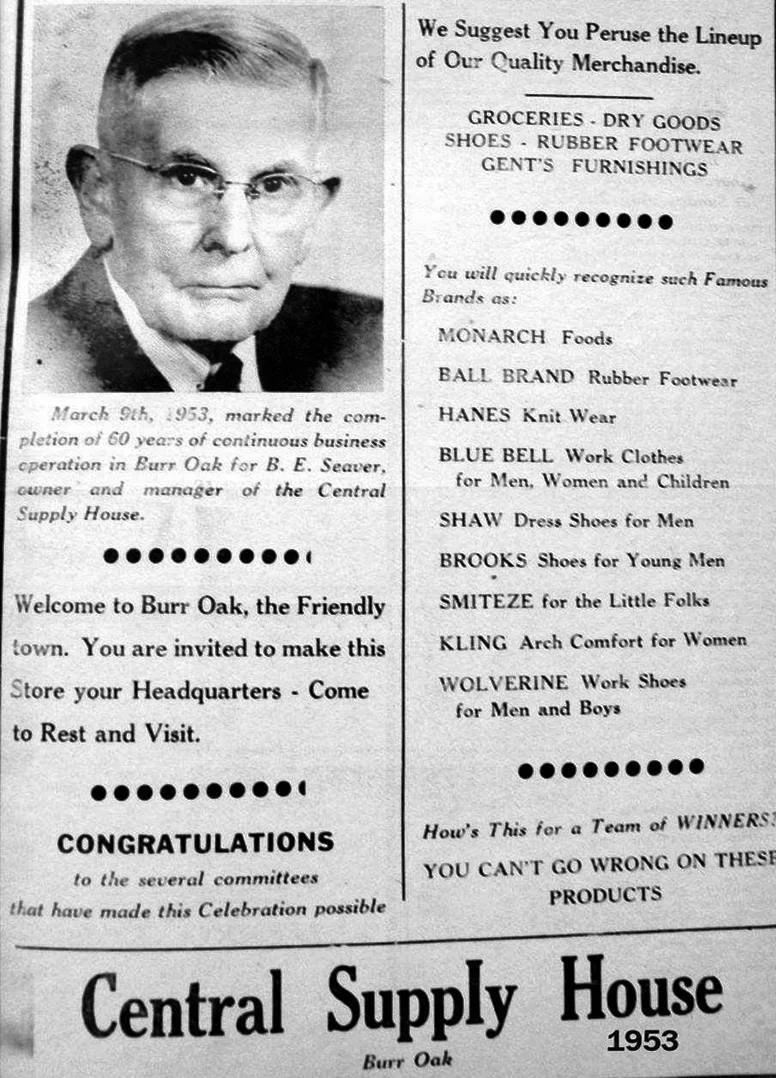 March 9th, 1953, marked the com-
pletion of 60 years of continuous business
operation in Burr Oak for B. E. Seaver,
owner and manager of the Central
Supply House.
Welcome to Burr Oak, the Friendly
town. You are invited to make this
Store your Headquarters - Come
to Rest and Visit.
CONGRATULATIONS
to the several committees
that have made this Celebration possible
We Suggest You Peruse the Lineup
of Our Quality Merchandise.
GROCERIES - DRY GOODS
SHOES - RUBBER FOOTWEAR
GENT'S FURNISHINGS
You will quickly recognize such Famous
Brands as:
MONARCH Foods
BALL BRAND Rubber Footwear
HANES Knit Wear
BLUE BELL Work Clothes
for Men, Women and Children
SHAW Dress Shoes for Men
BROOKS Shoes for Young Men
SMITEZE for the Little Folks
KLING Arch Comfort for Women
WOLVERINE Work Shoes
for Men and Boys
How's This for a Team of WINNERS?
YOU CAN'T GO WRONG ON THESE
PRODUCTS
Central Supply House
1953
Burr Oak